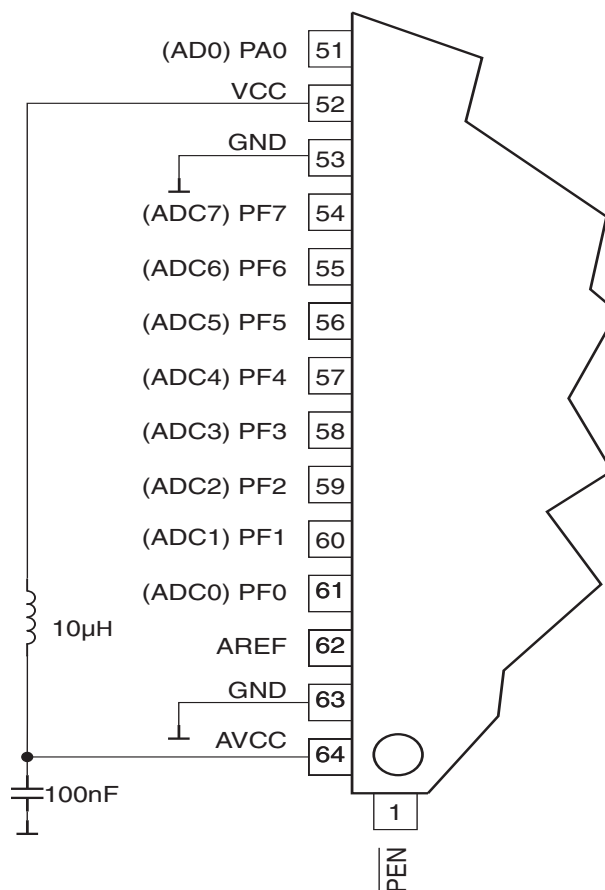 (AD0) PA0 51
VCC 52
GND 53
(ADC7) PF7 54
(ADC6) PF6 55
(ADC5) PF5 56
(ADC4) PF4 57
(ADC3) PF3 58
(ADC2) PF2 59
(ADC1) PF1 60
(ADC0) PF0 61
10µH
AREF 62
GND 63
AVCC 64
100nF
1
PEN